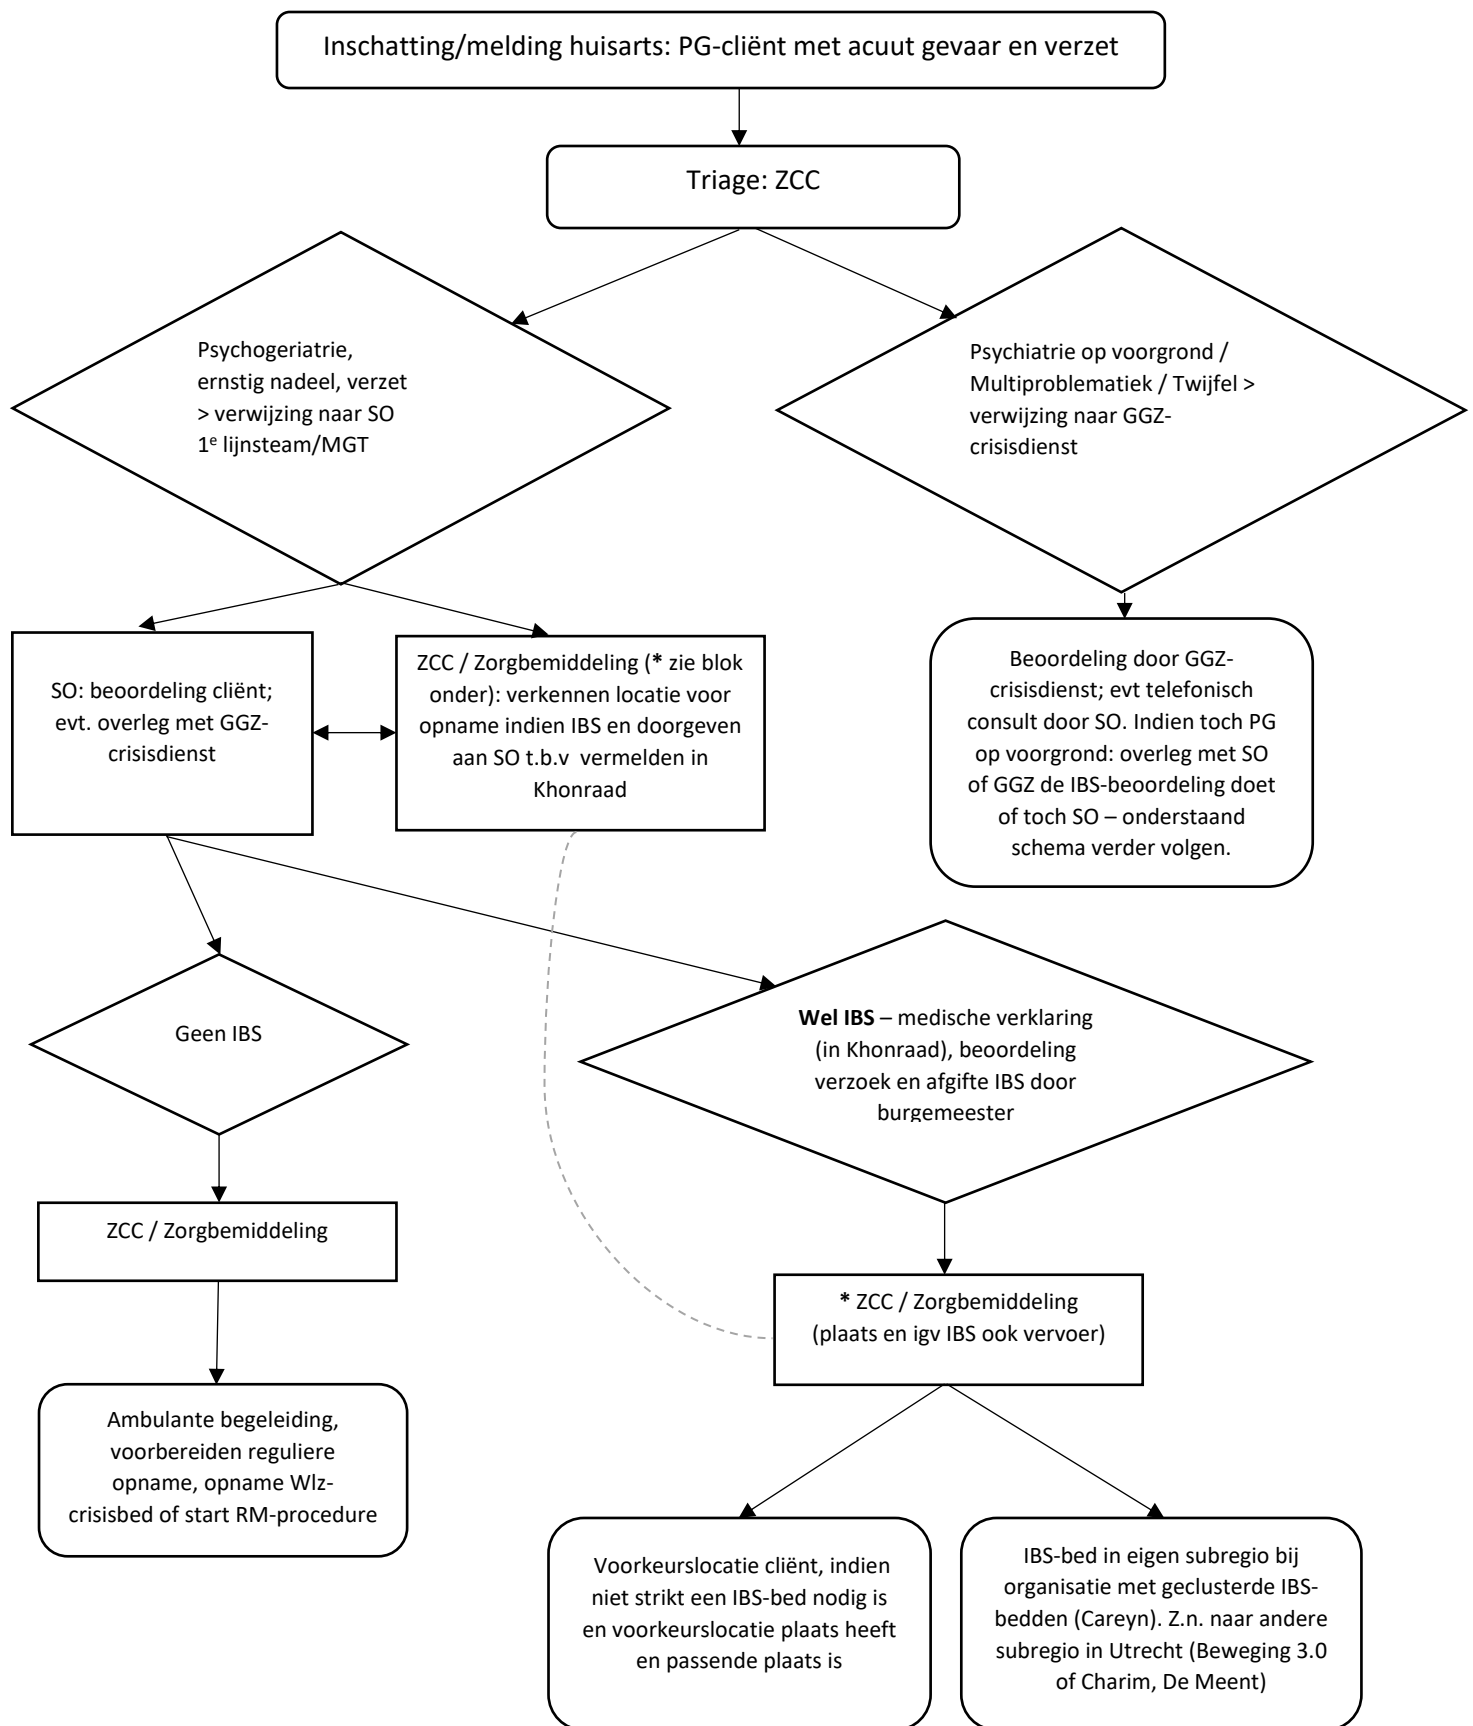 Inschatting/melding huisarts: PG-cliënt met acuut gevaar en verzet
Triage: ZCC
Psychogeriatrie,
ernstig nadeel, verzet
> verwijzing naar SO
1e lijnsteam/MGT
Psychiatrie op voorgrond /
Multiproblematiek / Twijfel >
verwijzing naar GGZ-
crisisdienst
SO: beoordeling cliënt;
evt. overleg met GGZ-
crisisdienst
ZCC / Zorgbemiddeling (* zie blok
onder): verkennen locatie voor
opname indien IBS en doorgeven
aan SO t.b.v vermelden in
Khonraad
Beoordeling door GGZ-
crisisdienst; evt telefonisch
consult door SO. Indien toch PG
op voorgrond: overleg met SO
of GGZ de IBS-beoordeling doet
of toch SO – onderstaand
schema verder volgen.
Geen IBS
Wel IBS – medische verklaring
(in Khonraad), beoordeling
verzoek en afgifte IBS door
burgemeester
ZCC / Zorgbemiddeling
* ZCC / Zorgbemiddeling
(plaats en igv IBS ook vervoer)
Ambulante begeleiding,
voorbereiden reguliere
opname, opname Wlz-
crisisbed of start RM-procedure
Voorkeurslocatie cliënt, indien
niet strikt een IBS-bed nodig is
en voorkeurslocatie plaats heeft
en passende plaats is
IBS-bed in eigen subregio bij
organisatie met geclusterde IBS-
bedden (Careyn). Z.n. naar andere
subregio in Utrecht (Beweging 3.0
of Charim, De Meent)